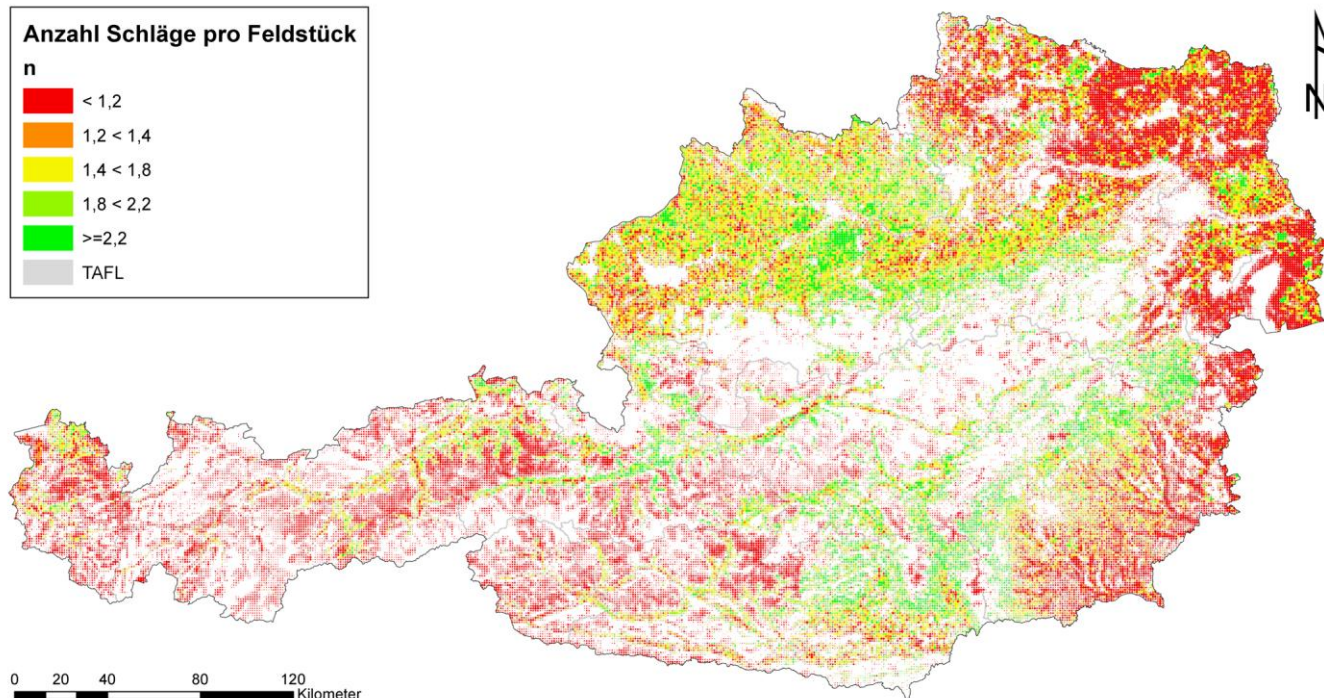 Anzahl Schläge pro Feldstück
n
< 1,2
1,2 < 1,4
1,4 < 1,8
1,8 < 2,2
>=2,2
TAFL
N
0 20 40 80 120
Kilometer